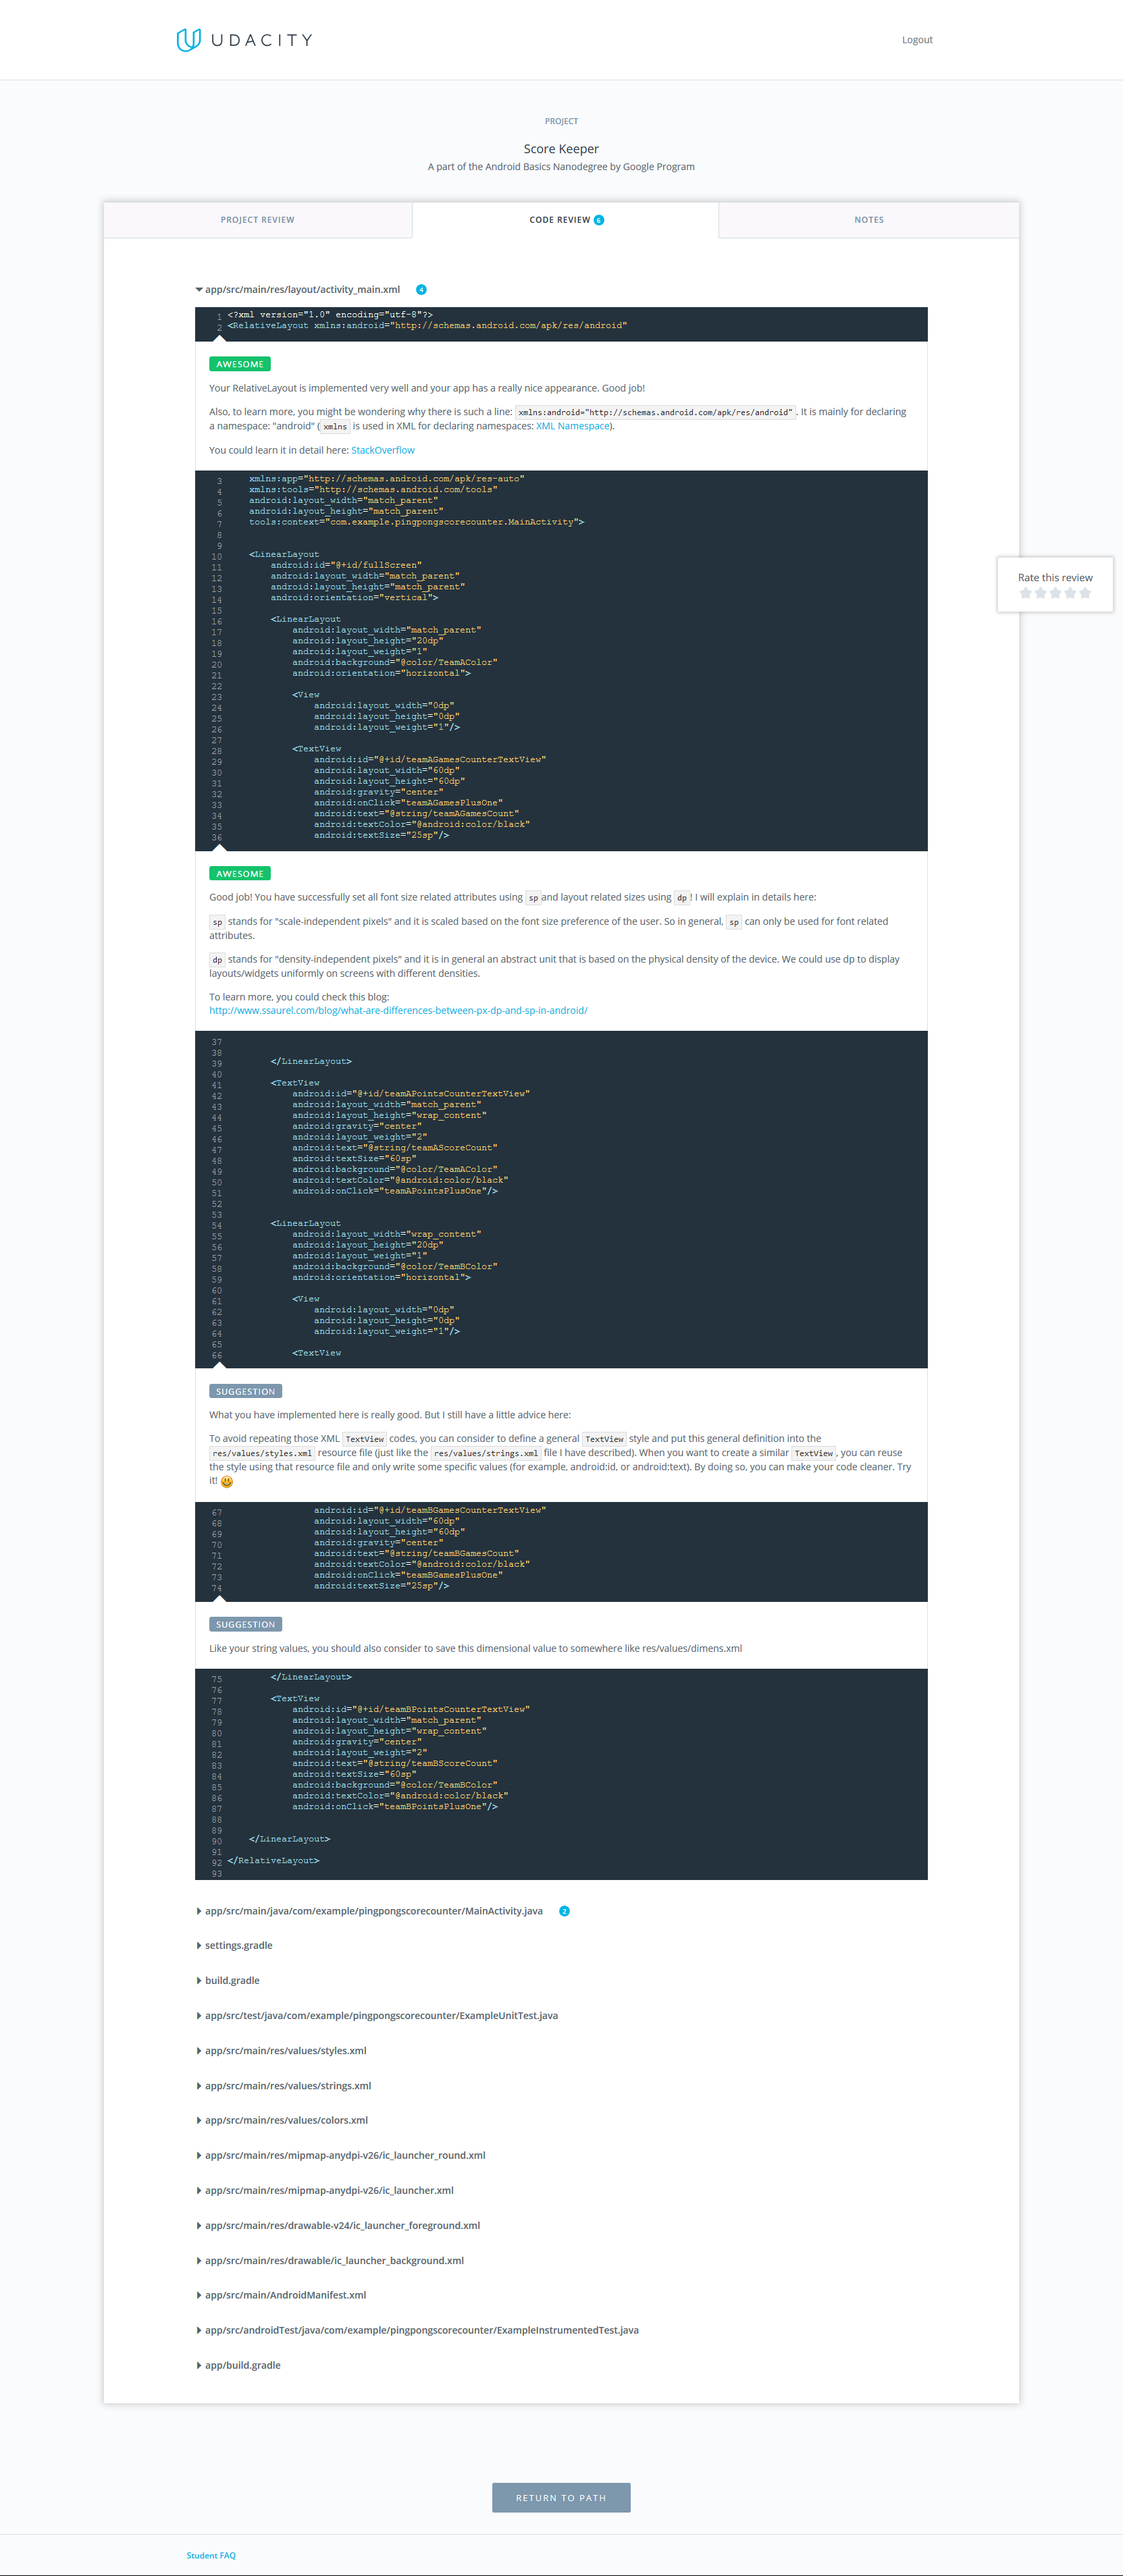 UDACITY
Logout
PROJECT
Score Keeper
A part of the Android Basics Nanodegree by Google Program
PROJECT REVIEW
CODE REVIEW 6
NOTES
app/src/main/res/layout/activity_main.xml 4
1 <?xml version="1.0" encoding="utf-8"?>
2 <RelativeLayout xmlns:android="http://schemas.android.com/apk/res/android"
AWESOME
Your RelativeLayout is implemented very well and your app has a really nice appearance. Good job!
Also, to learn more, you might be wondering why there is such a line: xmlns:android="http://schemas.android.com/apk/res/android". It is mainly for declaring
a namespace: "android" (xmlns is used in XML for declaring namespaces: XML Namespace).
You could learn it in detail here: StackOverflow
3 xmlns:app="http://schemas.android.com/apk/res-auto"
4 xmlns:tools="http://schemas.android.com/tools"
5 android:layout_width="match_parent"
6 android:layout_height="match_parent"
7 tools:context="com.example.pingpongscorecounter.MainActivity">
8
9
10 <LinearLayout
11 android:id="@+id/fullScreen"
12 android:layout_width="match_parent"
13 android:layout_height="match_parent"
14 android:orientation="vertical">
15
16 <LinearLayout
17 android:layout_width="match_parent"
18 android:layout_height="20dp"
19 android:layout_weight="1"
20 android:background="@color/TeamAColor"
21 android:orientation="horizontal">
22
23 <View
24 android:layout_width="0dp"
25 android:layout_height="0dp"
26 android:layout_weight="1"/>
27
28 <TextView
29 android:id="@+id/teamAGamesCounterTextView"
30 android:layout_width="60dp"
31 android:layout_height="60dp"
32 android:gravity="center"
33 android:onClick="teamAGamesPlusOne"
34 android:text="@string/teamAGamesCount"
35 android:textColor="@android:color/black"
36 android:textSize="25sp"/>
AWESOME
Good job! You have successfully set all font size related attributes using sp and layout related sizes using dp! I will explain in details here:
sp stands for "scale-independent pixels" and it is scaled based on the font size preference of the user. So in general, sp can only be used for font related
attributes.
dp stands for "density-independent pixels" and it is in general an abstract unit that is based on the physical density of the device. We could use dp to display
layouts/widgets uniformly on screens with different densities.
To learn more, you could check this blog:
http://www.ssaurel.com/blog/what-are-differences-between-px-dp-and-sp-in-android/
37
38
39 </LinearLayout>
40
41 <TextView
42 android:id="@+id/teamAPointsCounterTextView"
43 android:layout_width="match_parent"
44 android:layout_height="wrap_content"
45 android:gravity="center"
46 android:layout_weight="2"
47 android:text="@string/teamAScoreCount"
48 android:textSize="60sp"
49 android:background="@color/TeamAColor"
50 android:textColor="@android:color/black"
51 android:onClick="teamAPointsPlusOne"/>
52
53
54 <LinearLayout
55 android:layout_width="wrap_content"
56 android:layout_height="20dp"
57 android:layout_weight="1"
58 android:background="@color/TeamBColor"
59 android:orientation="horizontal">
60
61 <View
62 android:layout_width="0dp"
63 android:layout_height="0dp"
64 android:layout_weight="1"/>
65
66 <TextView
SUGGESTION
What you have implemented here is really good. But I still have a little advice here:
To avoid repeating those XML TextView codes, you can consider to define a general TextView style and put this general definition into the
res/values/styles.xml resource file (just like the res/values/strings.xml file I have described). When you want to create a similar TextView, you can reuse
the style using that resource file and only write some specific values (for example, android:id, or android:text). By doing so, you can make your code cleaner. Try
it!
67 android:id="@+id/teamBGamesCounterTextView"
68 android:layout_width="60dp"
69 android:layout_height="60dp"
70 android:gravity="center"
71 android:text="@string/teamBGamesCount"
72 android:textColor="@android:color/black"
73 android:onClick="teamBGamesPlusOne"
74 android:textSize="25sp"/>
SUGGESTION
Like your string values, you should also consider to save this dimensional value to somewhere like res/values/dimens.xml
75 </LinearLayout>
76
77 <TextView
78 android:id="@+id/teamBPointsCounterTextView"
79 android:layout_width="match_parent"
80 android:layout_height="wrap_content"
81 android:gravity="center"
82 android:layout_weight="2"
83 android:text="@string/teamBScoreCount"
84 android:textSize="60sp"
85 android:background="@color/TeamBColor"
86 android:textColor="@android:color/black"
87 android:onClick="teamBPointsPlusOne"/>
88
89
90 </LinearLayout>
91
92 </RelativeLayout>
93
app/src/main/java/com/example/pingpongscorecounter/MainActivity.java 2
settings.gradle
build.gradle
app/src/test/java/com/example/pingpongscorecounter/ExampleUnitTest.java
app/src/main/res/values/styles.xml
app/src/main/res/values/strings.xml
app/src/main/res/values/colors.xml
app/src/main/res/mipmap-anydpi-v26/ic_launcher_round.xml
app/src/main/res/mipmap-anydpi-v26/ic_launcher.xml
app/src/main/res/drawable-v24/ic_launcher_foreground.xml
app/src/main/res/drawable/ic_launcher_background.xml
app/src/main/AndroidManifest.xml
app/src/androidTest/java/com/example/pingpongscorecounter/ExampleInstrumentedTest.java
app/build.gradle
Rate this review
RETURN TO PATH
Student FAQ